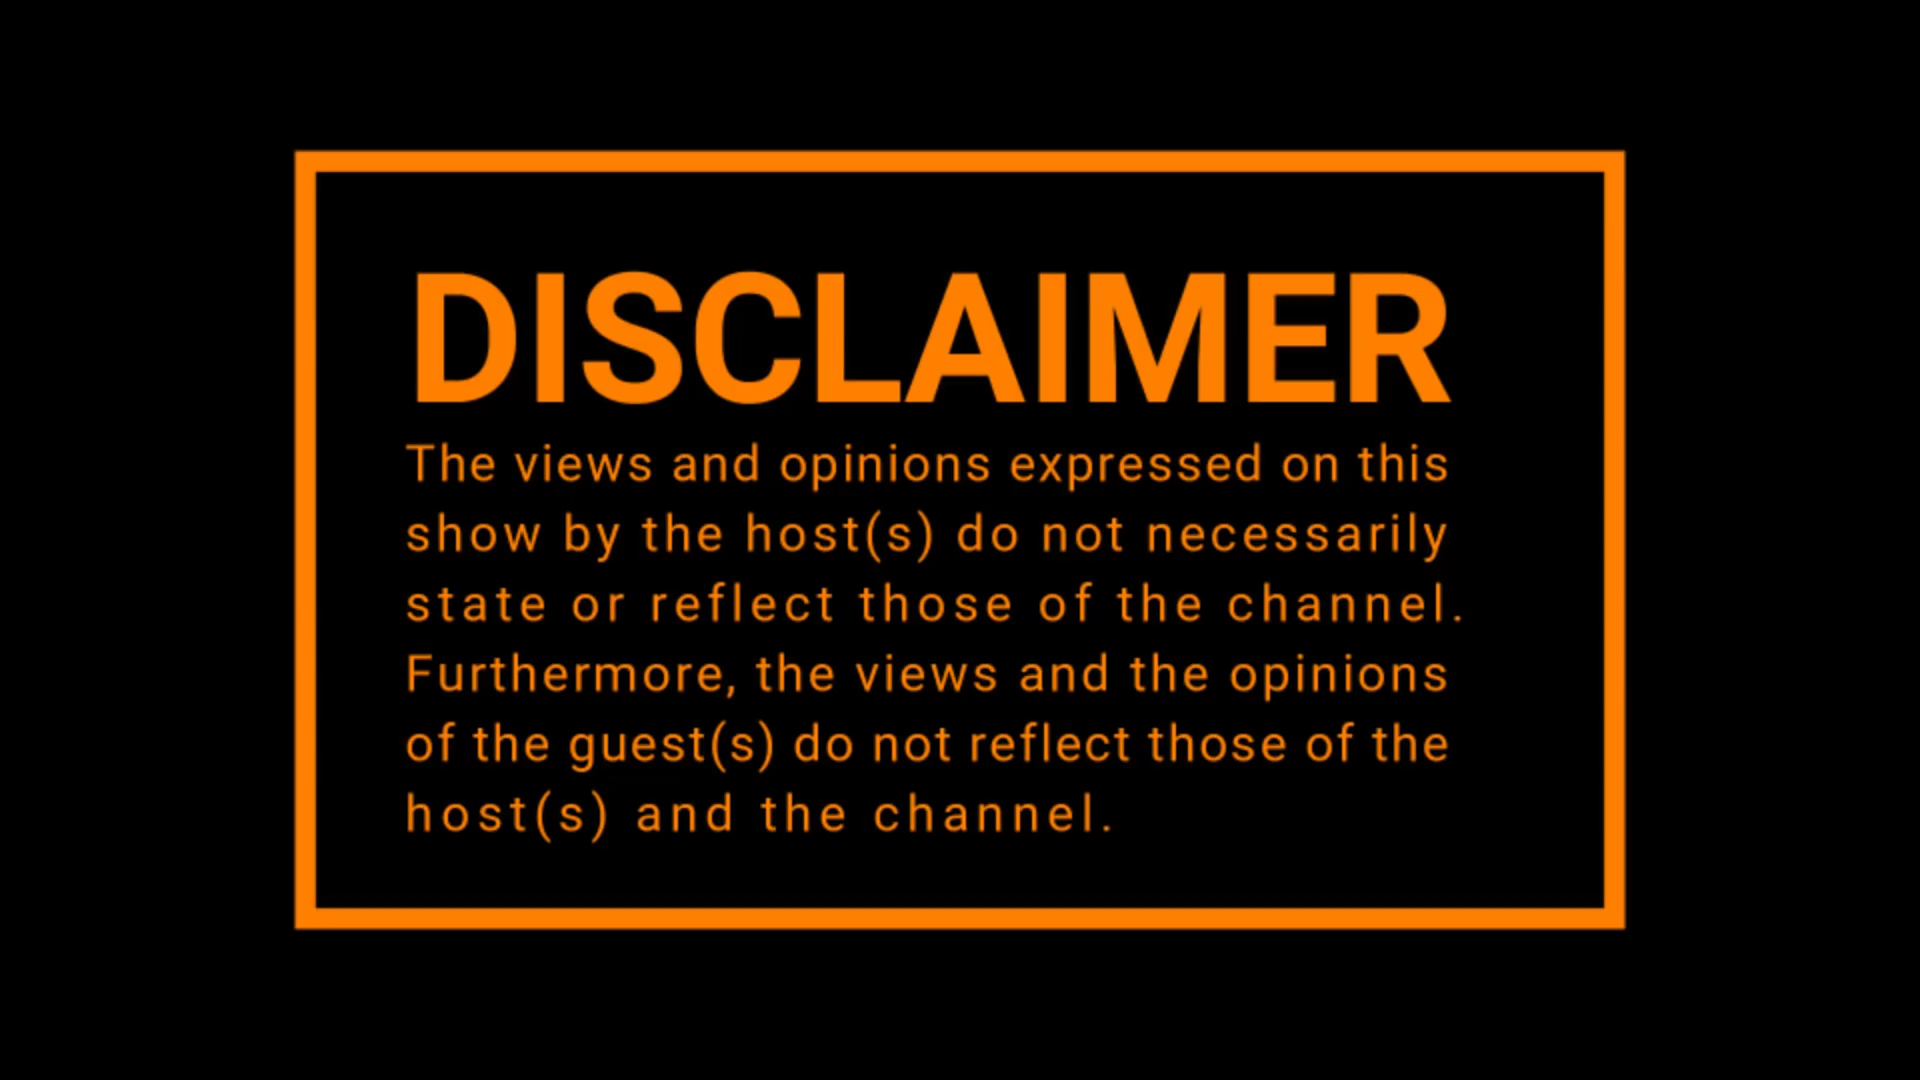 DISCLAIMER
The views and opinions expressed on this
show by the host(s) do not necessarily
state or reflect those of the channel.
Furthermore, the views and the opinions
of the guest(s) do not reflect those of the
host(s) and the channel.